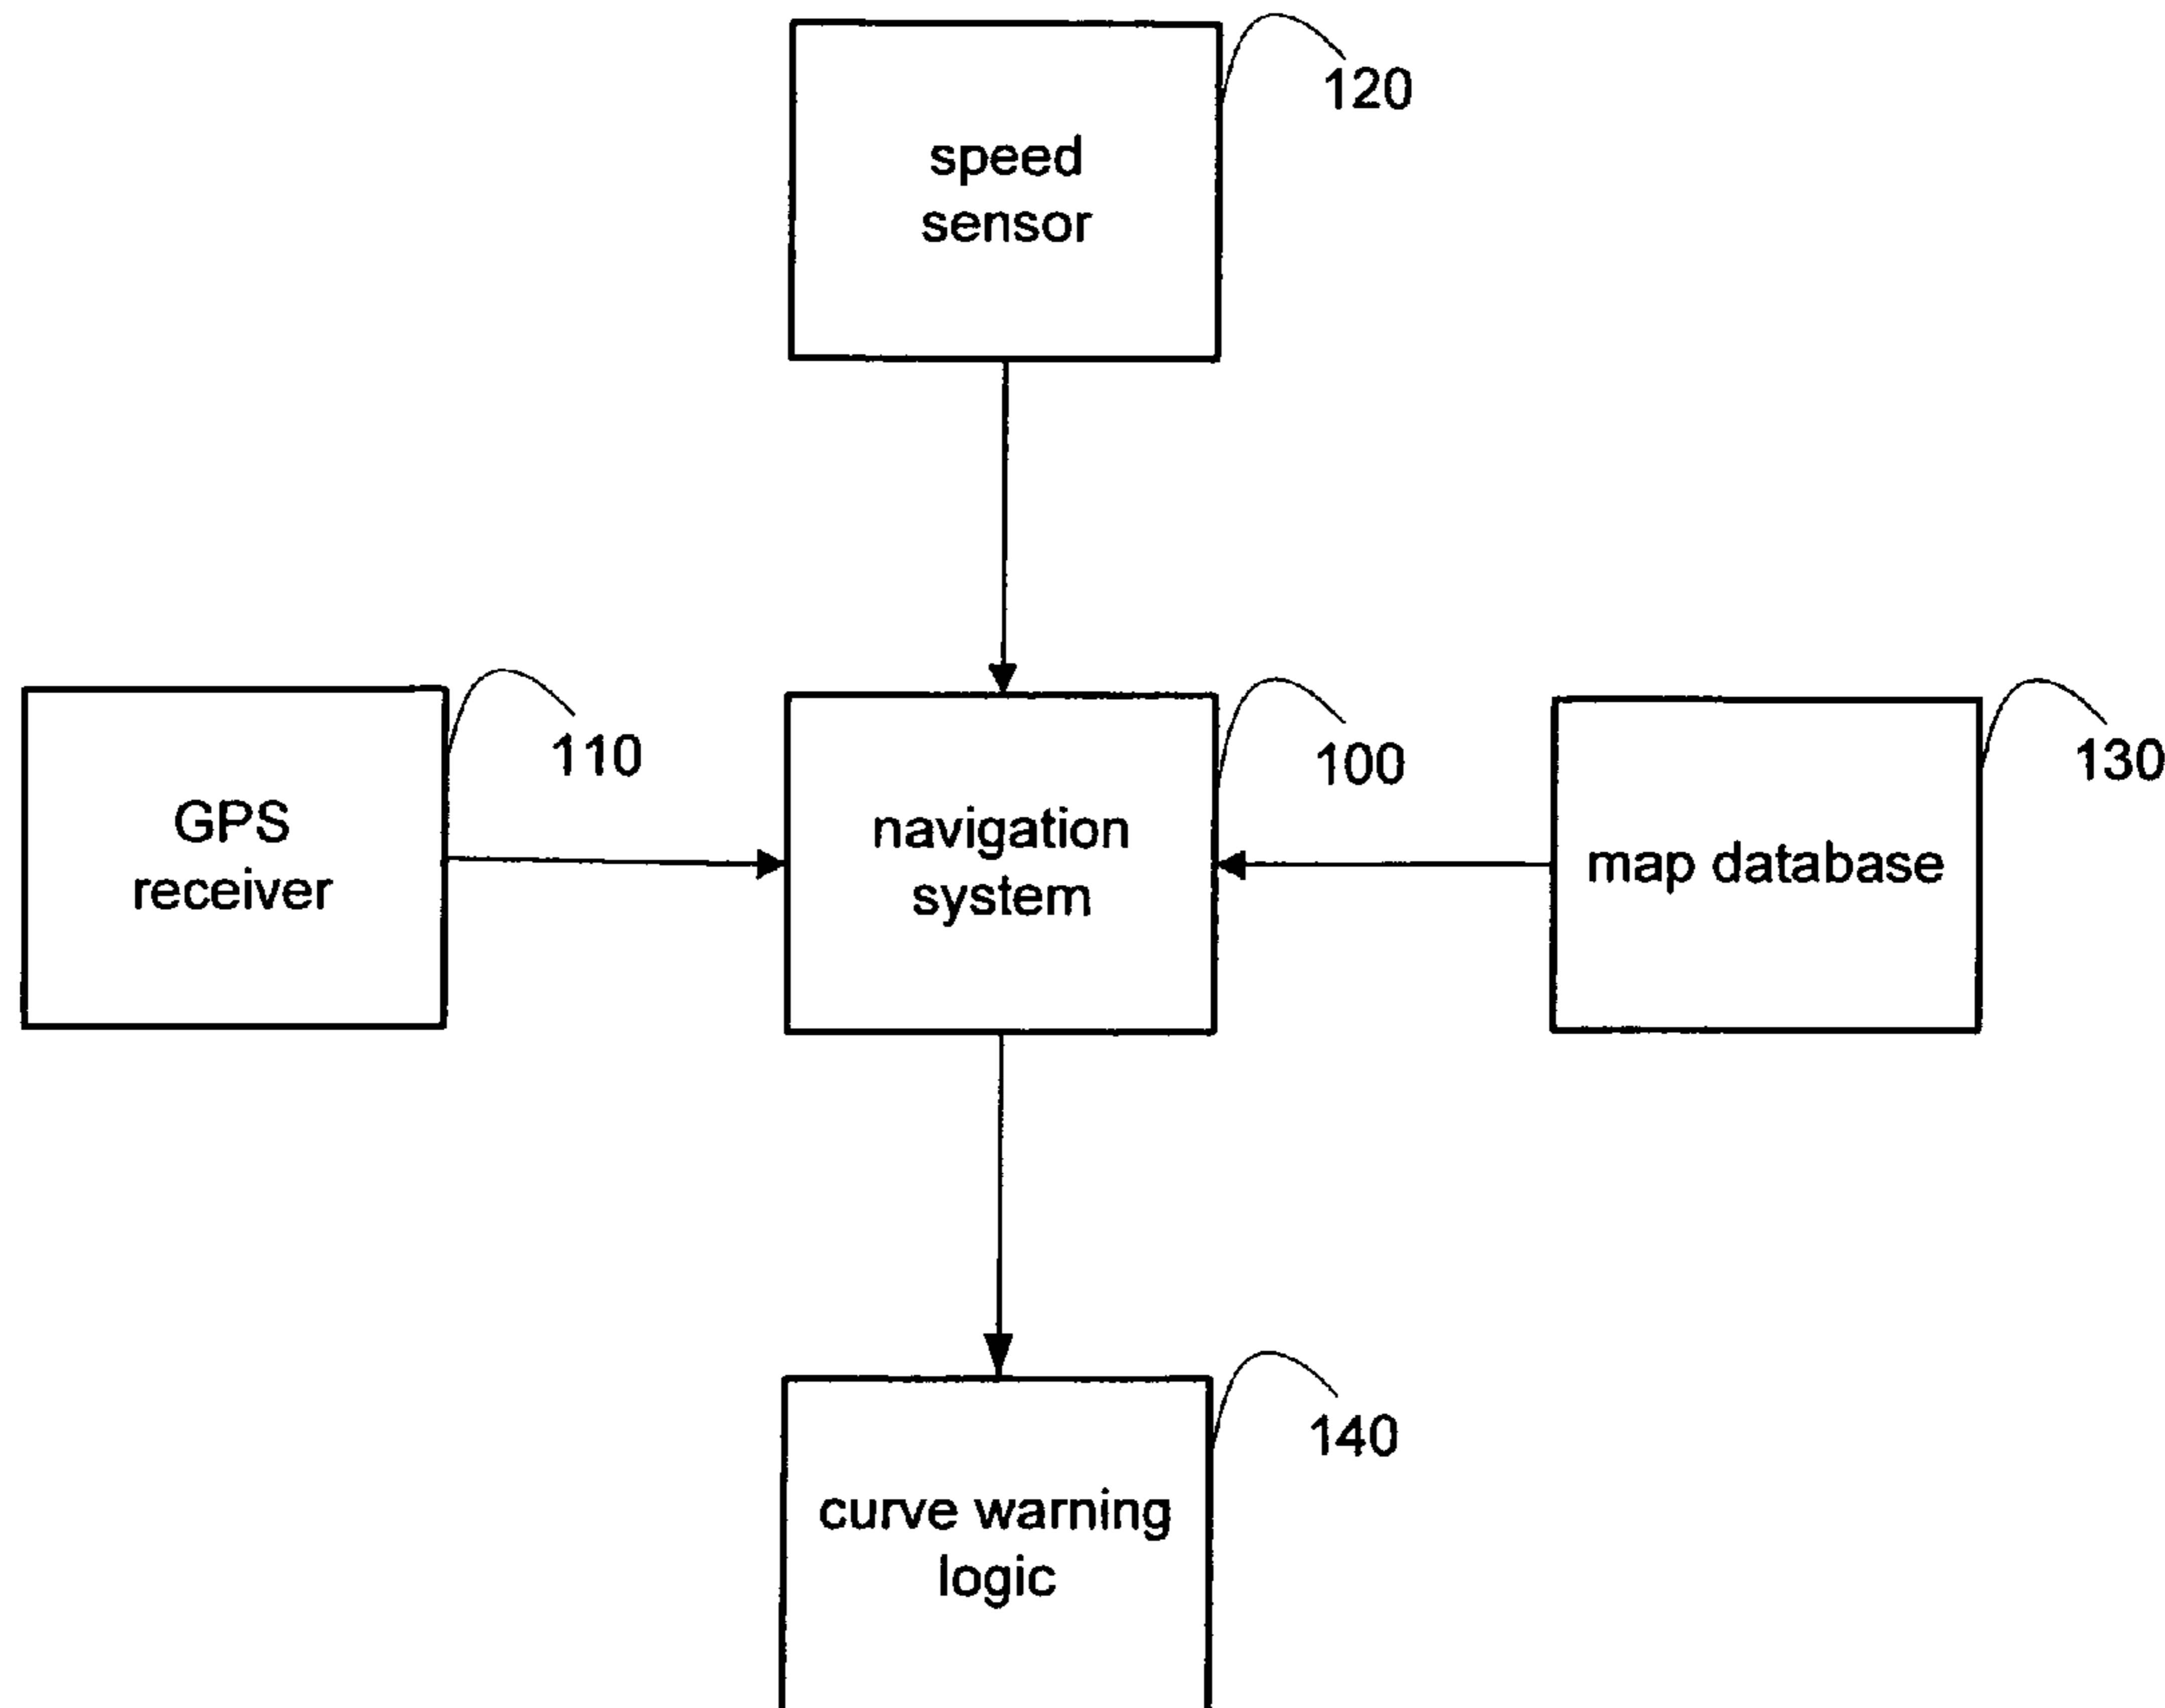 120
speed
sensor
110
100
130
GPS
receiver
navigation
system
map database
140
curve warning
logic